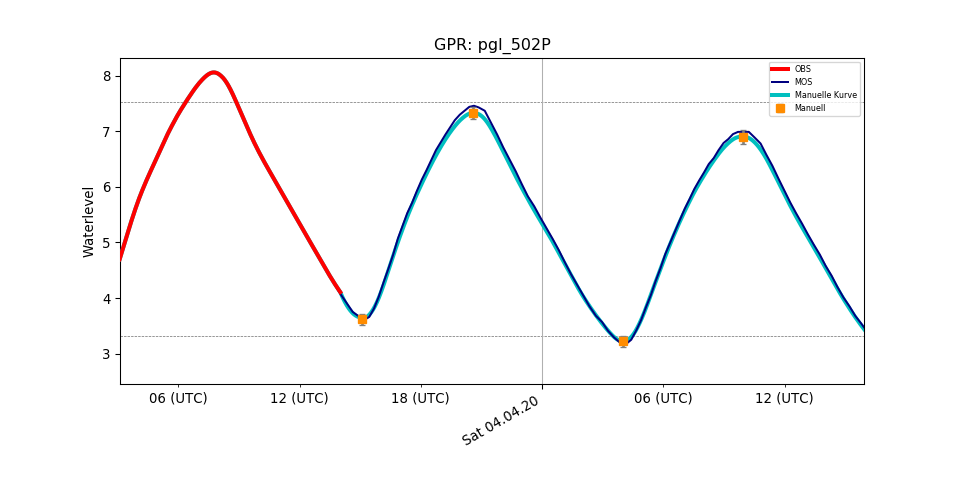 GPR: pgl_502P
OBS
MOS
Manuelle Kurve
Manuell
Waterlevel
8
7
6
5
4
3
06 (UTC)
12 (UTC)
18 (UTC)
Sat 04.04.20
06 (UTC)
12 (UTC)